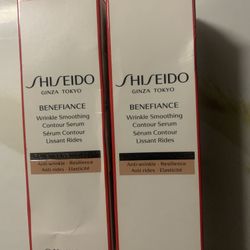 SHISEIDO
GINZA TOKYO
BENEFIANCE
Wrinkle Smoothing
Contour Serum
Sérum Contour
Lissant Rides
Anti-wrinkle · Resilience
Anti-rides · Elasticité
SHISEIDO
GINZA TOKYO
BENEFIANCE
Wrinkle Smoothing
Contour Serum
Sérum Contour
Lissant Rides
Anti-wrinkle · Resilience
Anti-rides · Elasticité